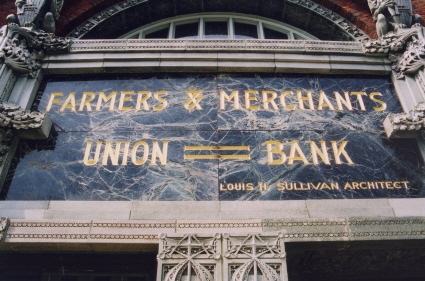 FARMERS & MERCHANTS
UNION = BANK
LOUIS H. SULLIVAN ARCHITECT